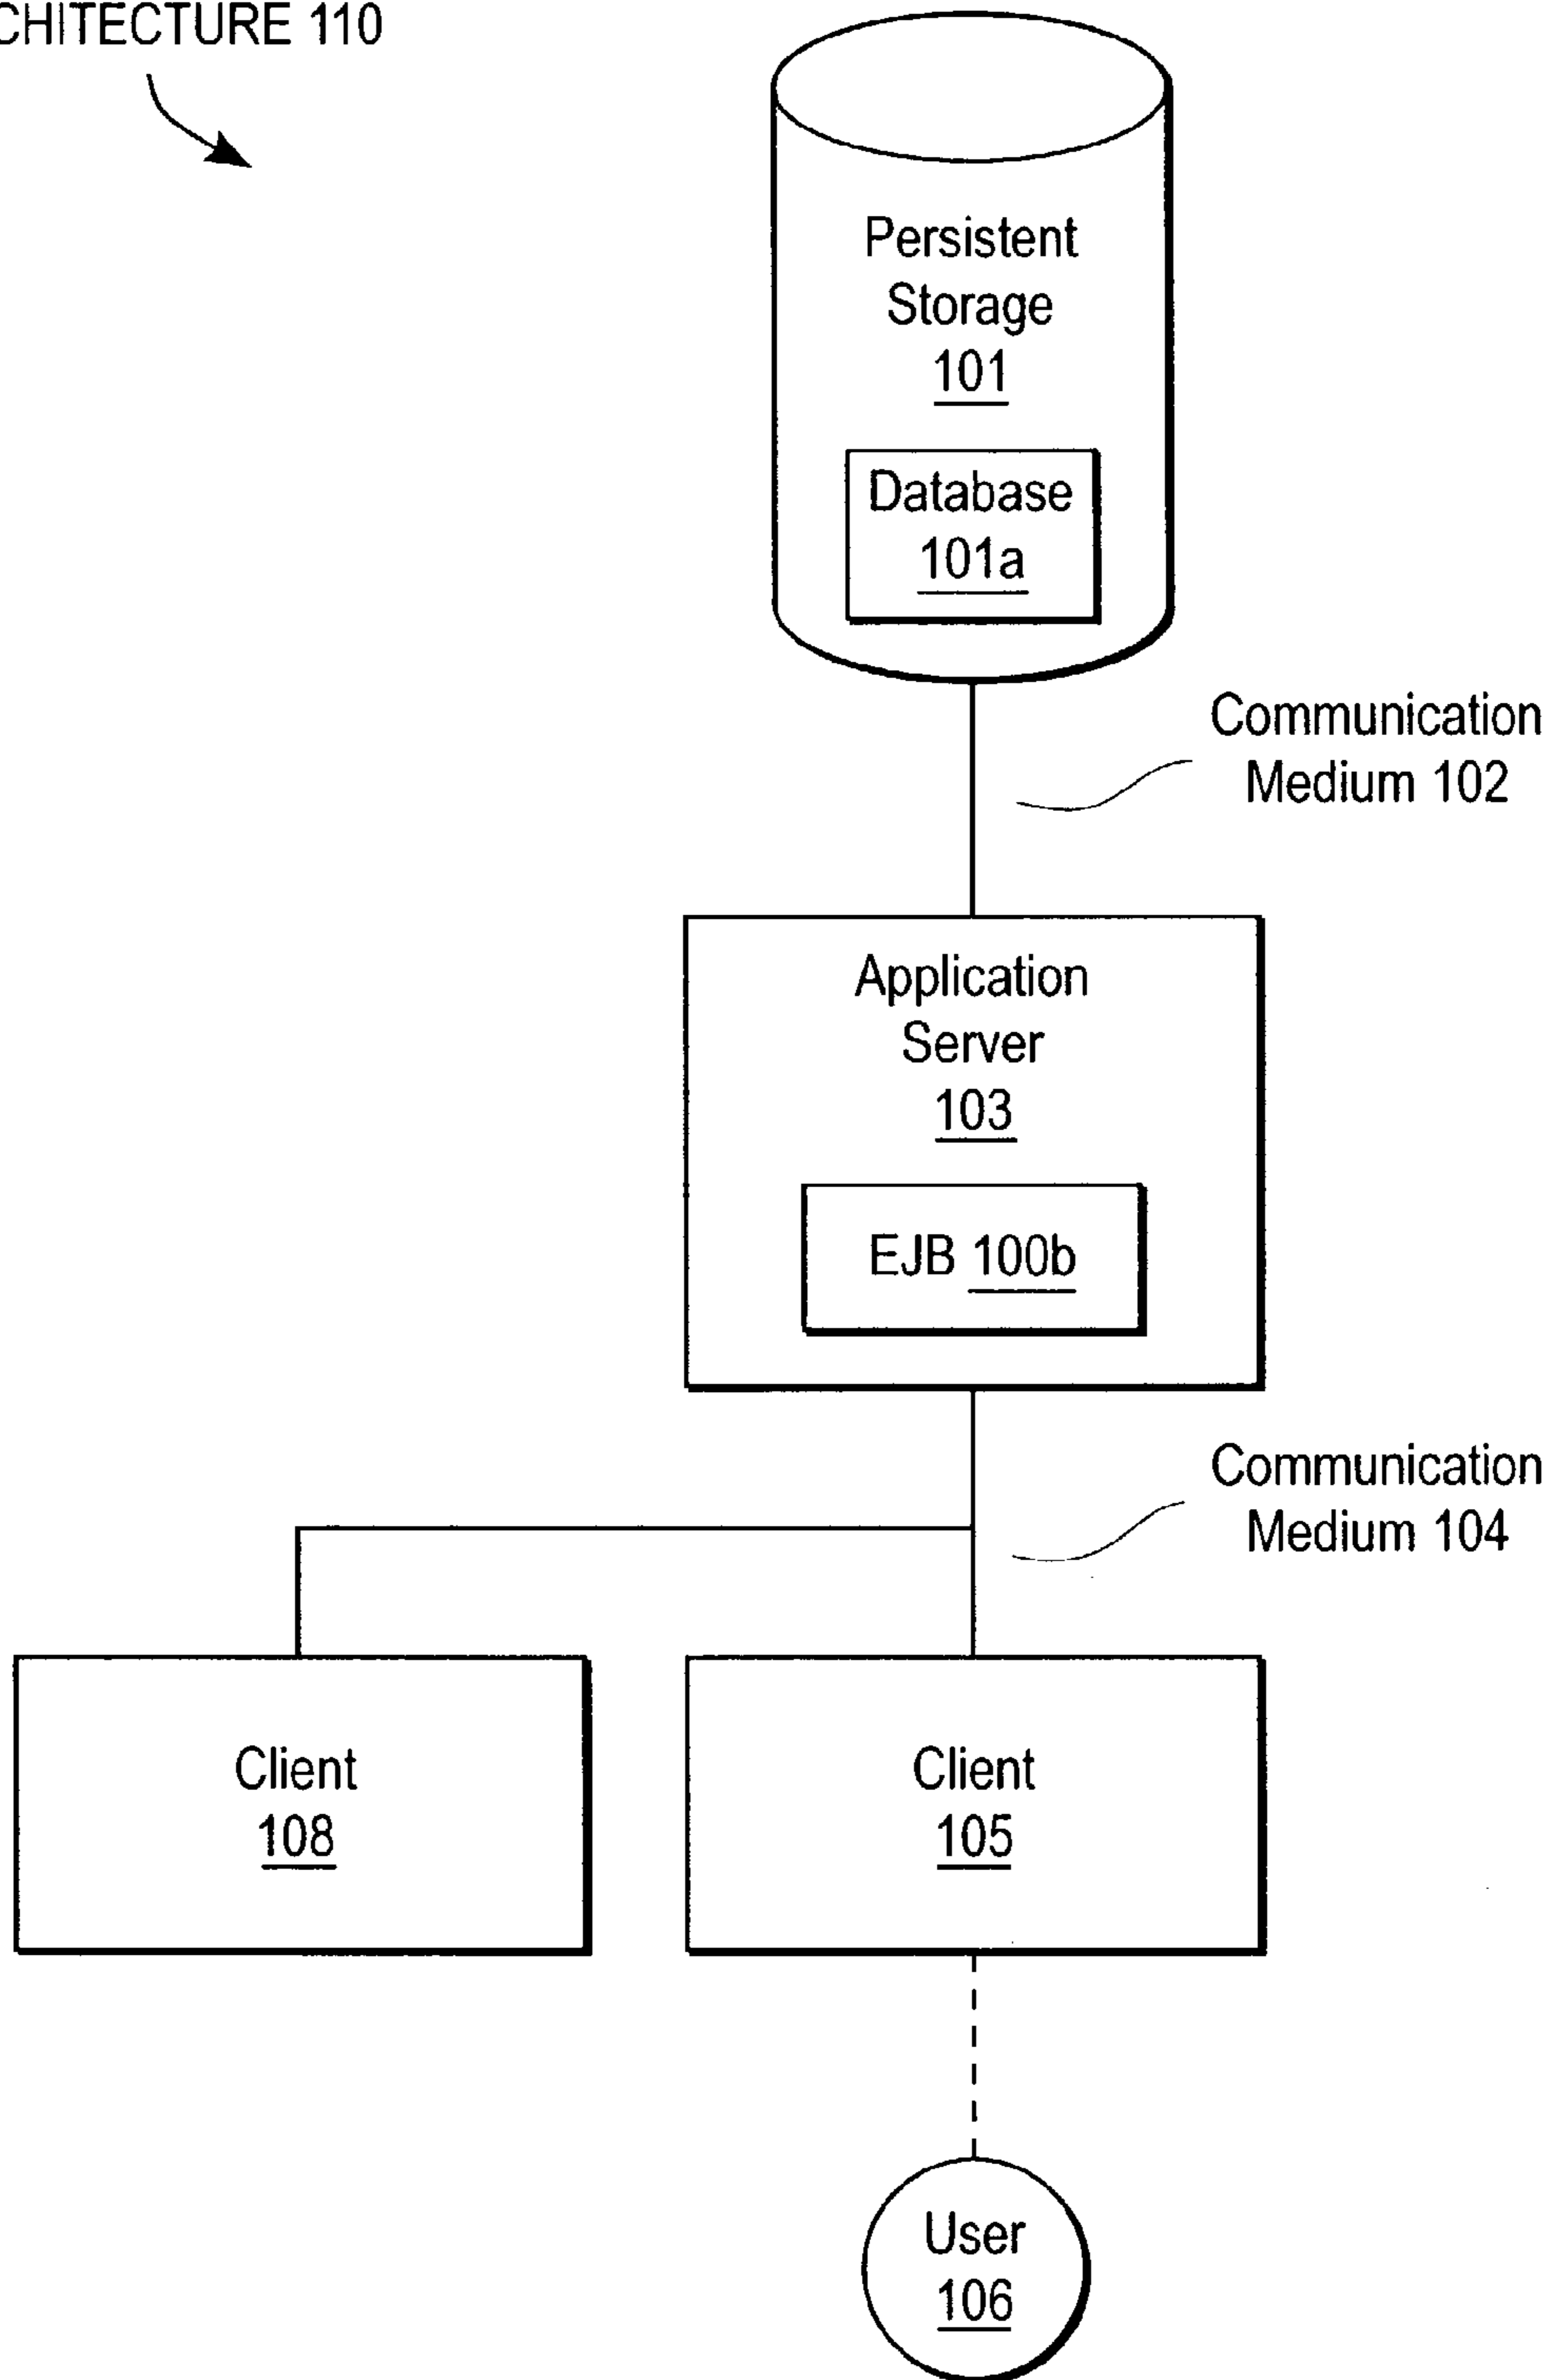 CHITECTURE 110
Persistent
Storage
101
Database
101a
Communication
Medium 102
Application
Server
103
EJB 100b
Communication
Medium 104
Client
108
Client
105
User
106